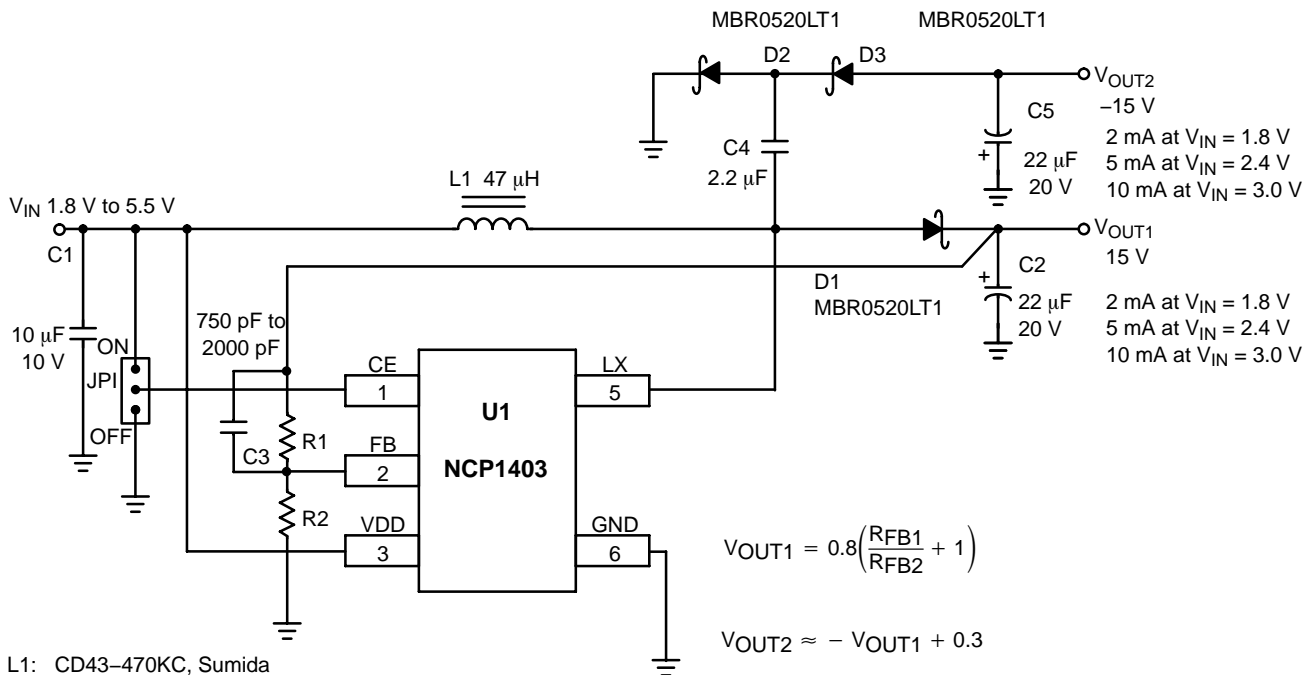 MBR0520LT1
MBR0520LT1
D2
D3
VOUT2
–15 V
C5
22 μF
20 V
+
2 mA at VIN = 1.8 V
5 mA at VIN = 2.4 V
10 mA at VIN = 3.0 V
C4
2.2 μF
L1 47 μH
VIN 1.8 V to 5.5 V
C1
10 μF
10 V
ON
JPI
OFF
VOUT1
15 V
D1
MBR0520LT1
+
C2
22 μF
20 V
2 mA at VIN = 1.8 V
5 mA at VIN = 2.4 V
10 mA at VIN = 3.0 V
750 pF to
2000 pF
C3
R1
R2
CE
1
FB
2
VDD
3
U1
NCP1403
LX
5
GND
6
VOUT1 = 0.8(RFB1/RFB2 + 1)
VOUT2 ≈ – VOUT1 + 0.3
L1: CD43–470KC, Sumida